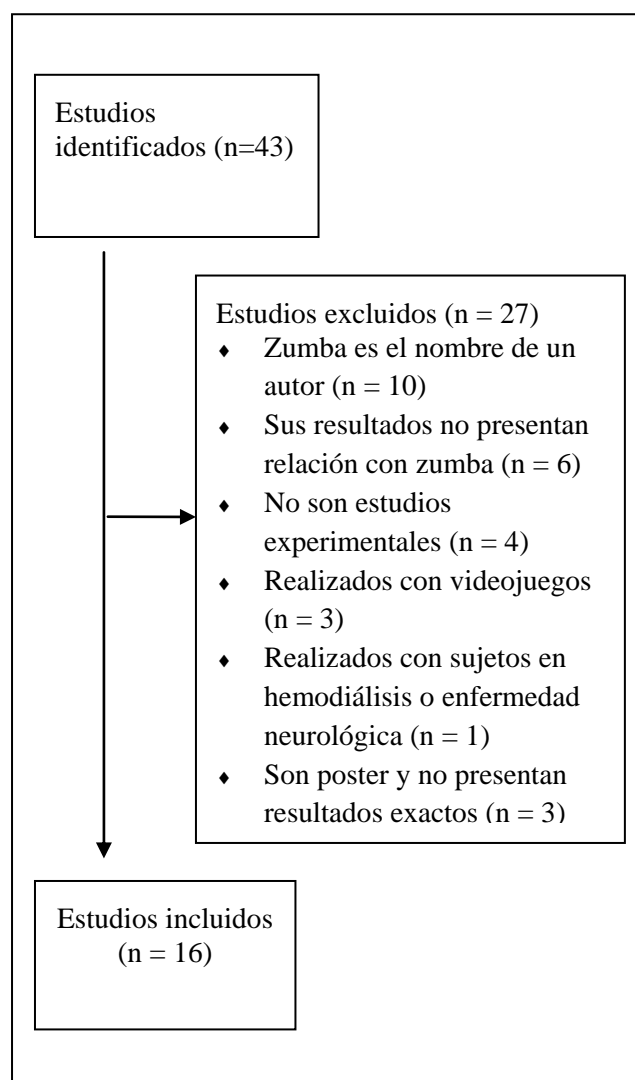 Estudios
identificados (n=43)
Estudios excluidos (n = 27)
♦ Zumba es el nombre de un
autor (n = 10)
♦ Sus resultados no presentan
relación con zumba (n = 6)
♦ No son estudios
experimentales (n = 4)
♦ Realizados con videojuegos
(n = 3)
♦ Realizados con sujetos en
hemodiálisis o enfermedad
neurológica (n = 1)
♦ Son poster y no presentan
resultados exactos (n = 3)
Estudios incluidos
(n = 16)